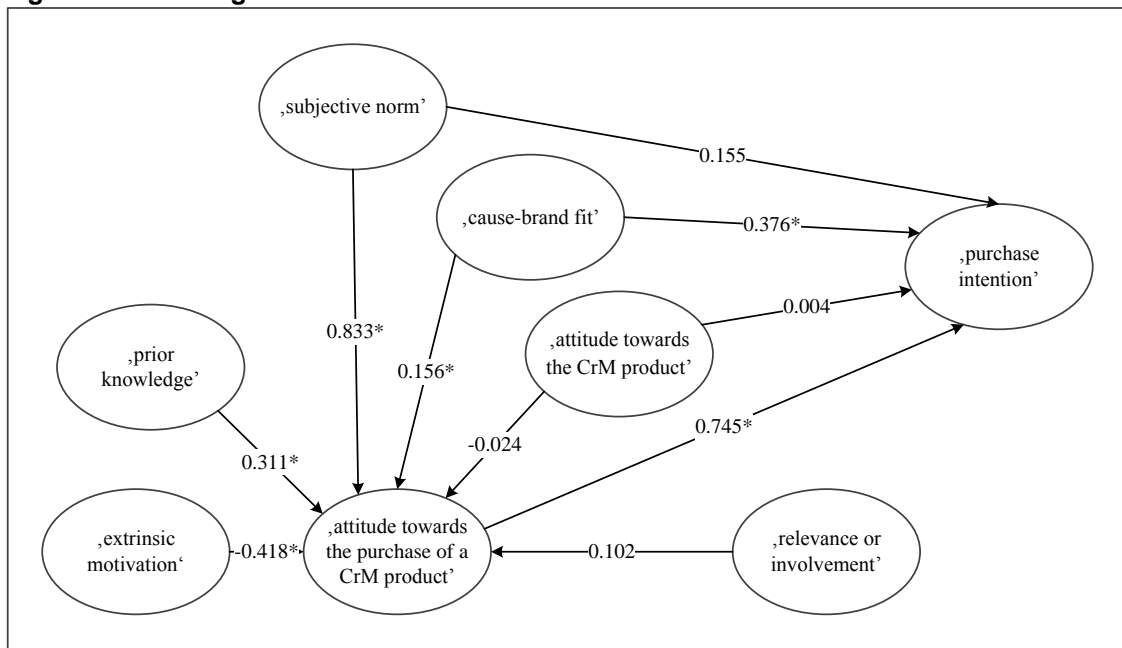 ‚subjective norm’
0.155
‚cause-brand fit’
0.376*
‚purchase
intention’
0.004
‚attitude towards
the CrM product’
0.833*
‚prior
knowledge’
0.156*
0.745*
-0.024
0.311*
‚extrinsic
motivation‘
-0.418*
‚attitude towards
the purchase of a
CrM product’
0.102
‚relevance or
involvement’